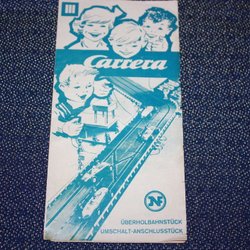 Carrera
N
ÜBERHOLBAHNSTÜCK
UMSCHALT-ANSCHLUSSTÜCK